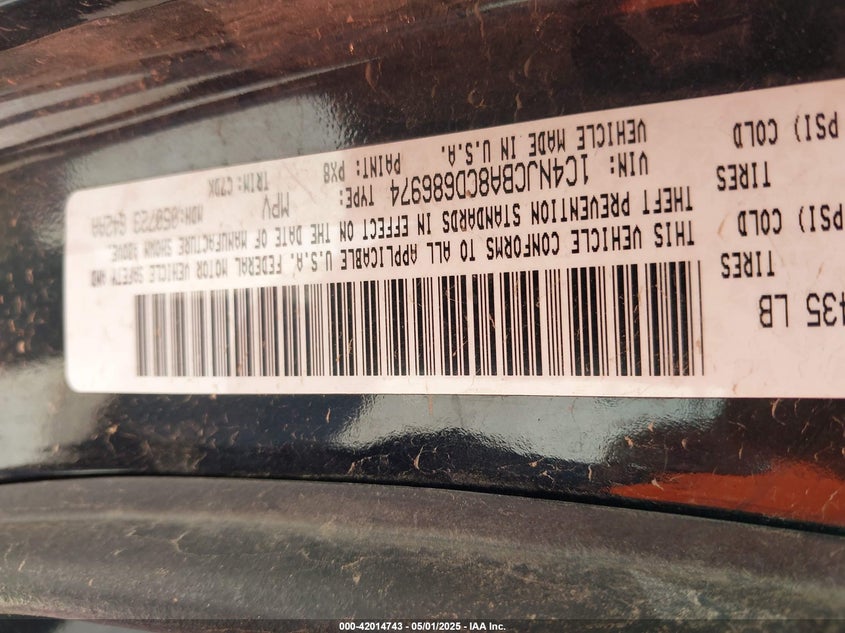 435 LB
TIRES
PSI) COLD
TIRES
PSI) COLD
THIS VEHICLE CONFORMS TO ALL APPLICABLE U.S.A. FEDERAL MOTOR VEHICLE SAFETY AND
THEFT PREVENTION STANDARDS IN EFFECT ON THE DATE OF MANUFACTURE SHOWN ABOVE.
VIN: 1C4NJCBA8CD686974 TYPE: MPV MDH:050723
VEHICLE MADE IN U.S.A. PAINT: PX8 TRIM: C7DK
000-42014743 - 05/01/2025 - IAA Inc.